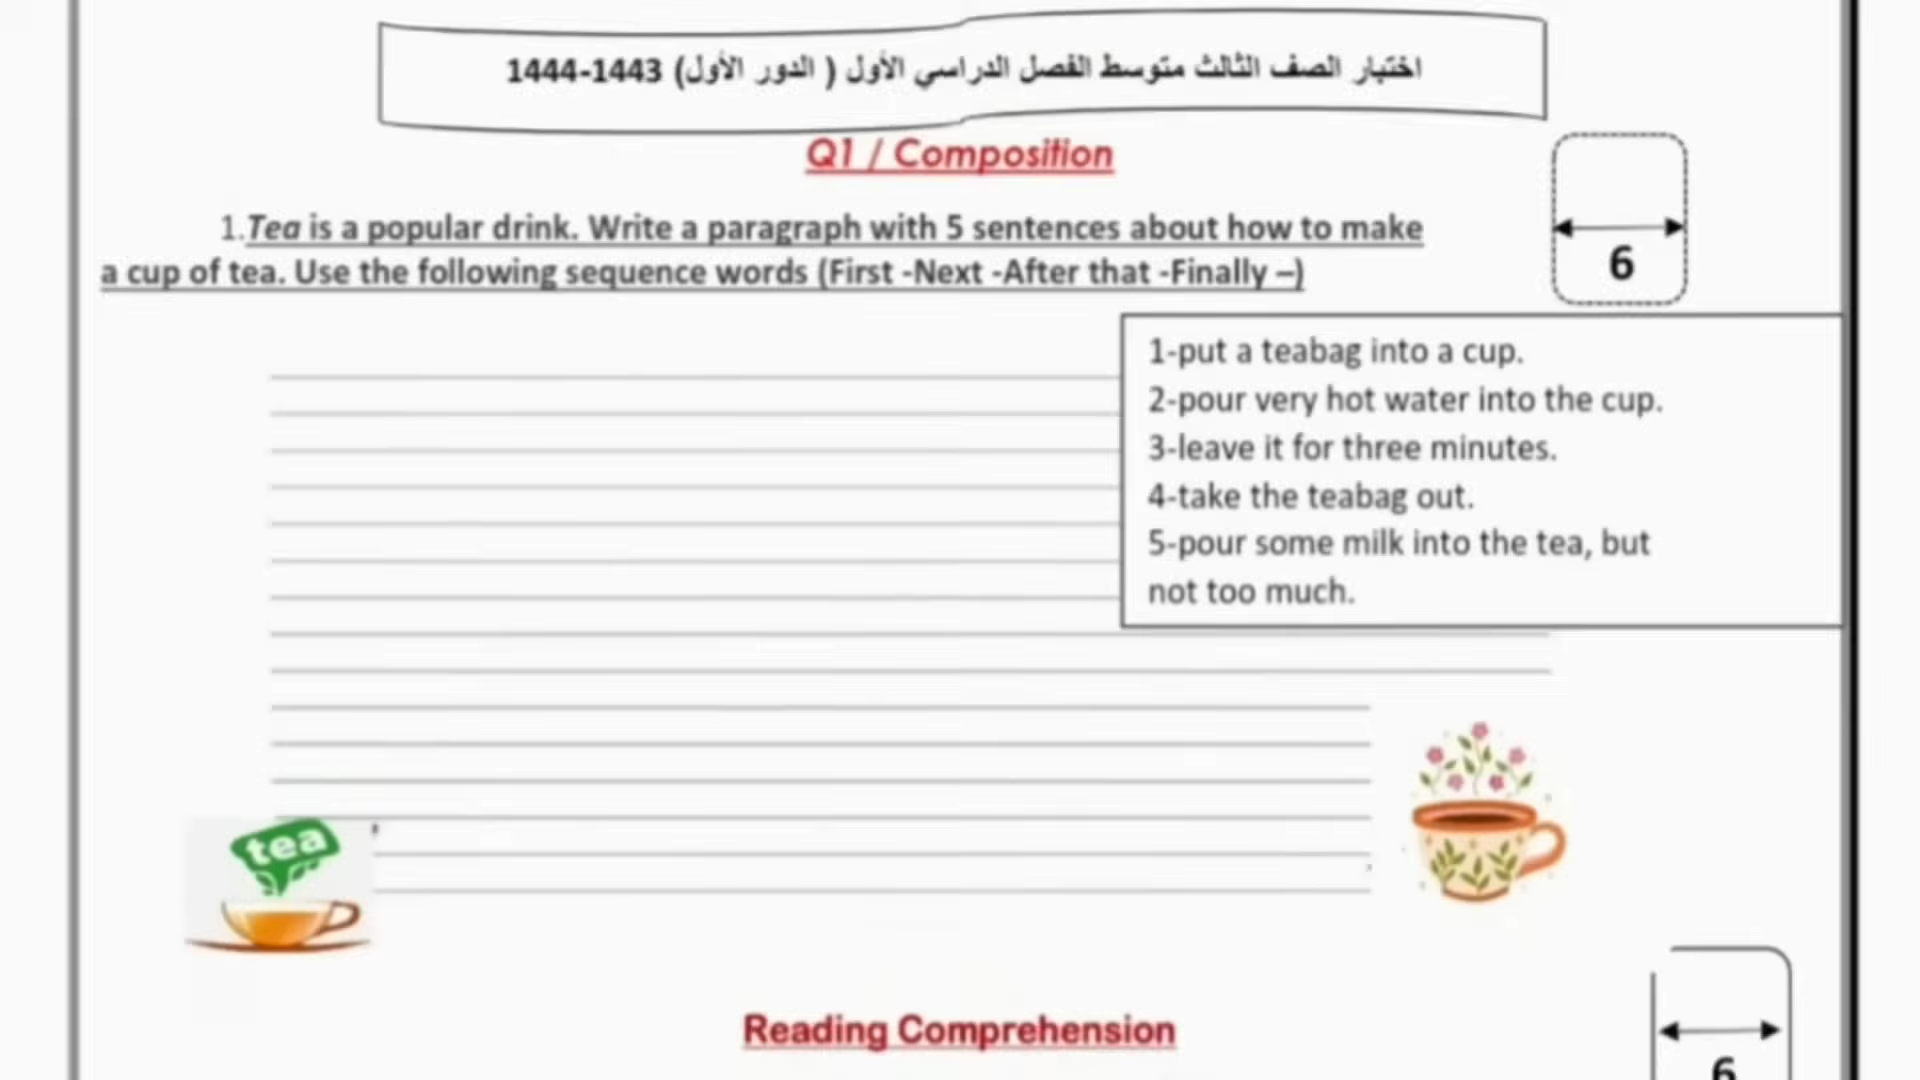 اختبار الصف الثالث متوسط الفصل الدراسي الأول ( الدور الأول) 1443-1444
Q1 / Composition
6
1.Tea is a popular drink. Write a paragraph with 5 sentences about how to make
a cup of tea. Use the following sequence words (First -Next -After that -Finally –)
1-put a teabag into a cup.
2-pour very hot water into the cup.
3-leave it for three minutes.
4-take the teabag out.
5-pour some milk into the tea, but
not too much.
tea
Reading Comprehension
6